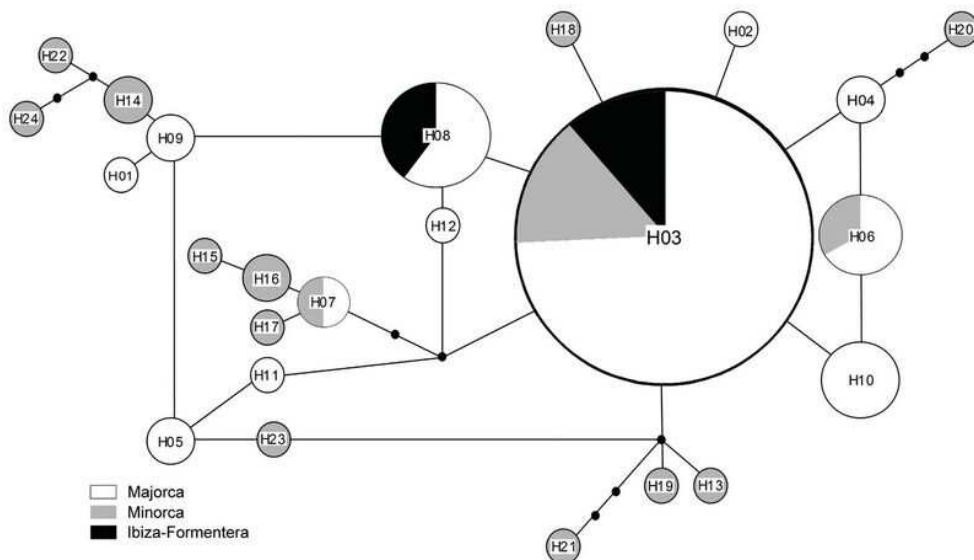 H18
H02
H20
H22
H14
H04
H24
H09
H08
H01
H12
H03
H06
H15
H16
H07
H17
H11
H10
H05
H23
H19
H13
H21
Majorca
Minorca
Ibiza-Formentera